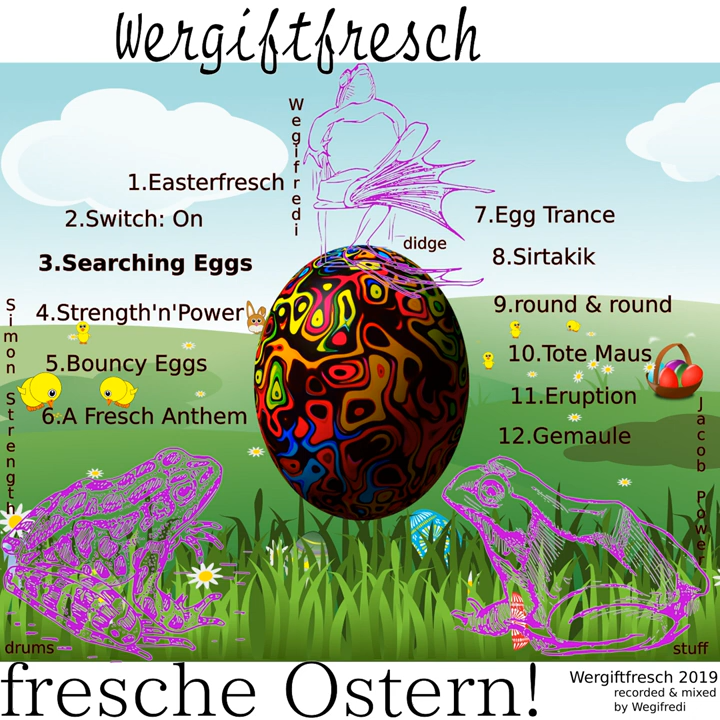 Wergiftfresch
Wegifredi
1.Easterfresch
2.Switch: On
3.Searching Eggs
4.Strength'n'Power
5.Bouncy Eggs
6.A Fresch Anthem
didge
7.Egg Trance
8.Sirtakik
9.round & round
10.Tote Maus
11.Eruption
12.Gemaule
Simon Strength
drums
Jacob Power
stuff
fresche Ostern!
Wergiftfresch 2019
recorded & mixed
by Wegifredi